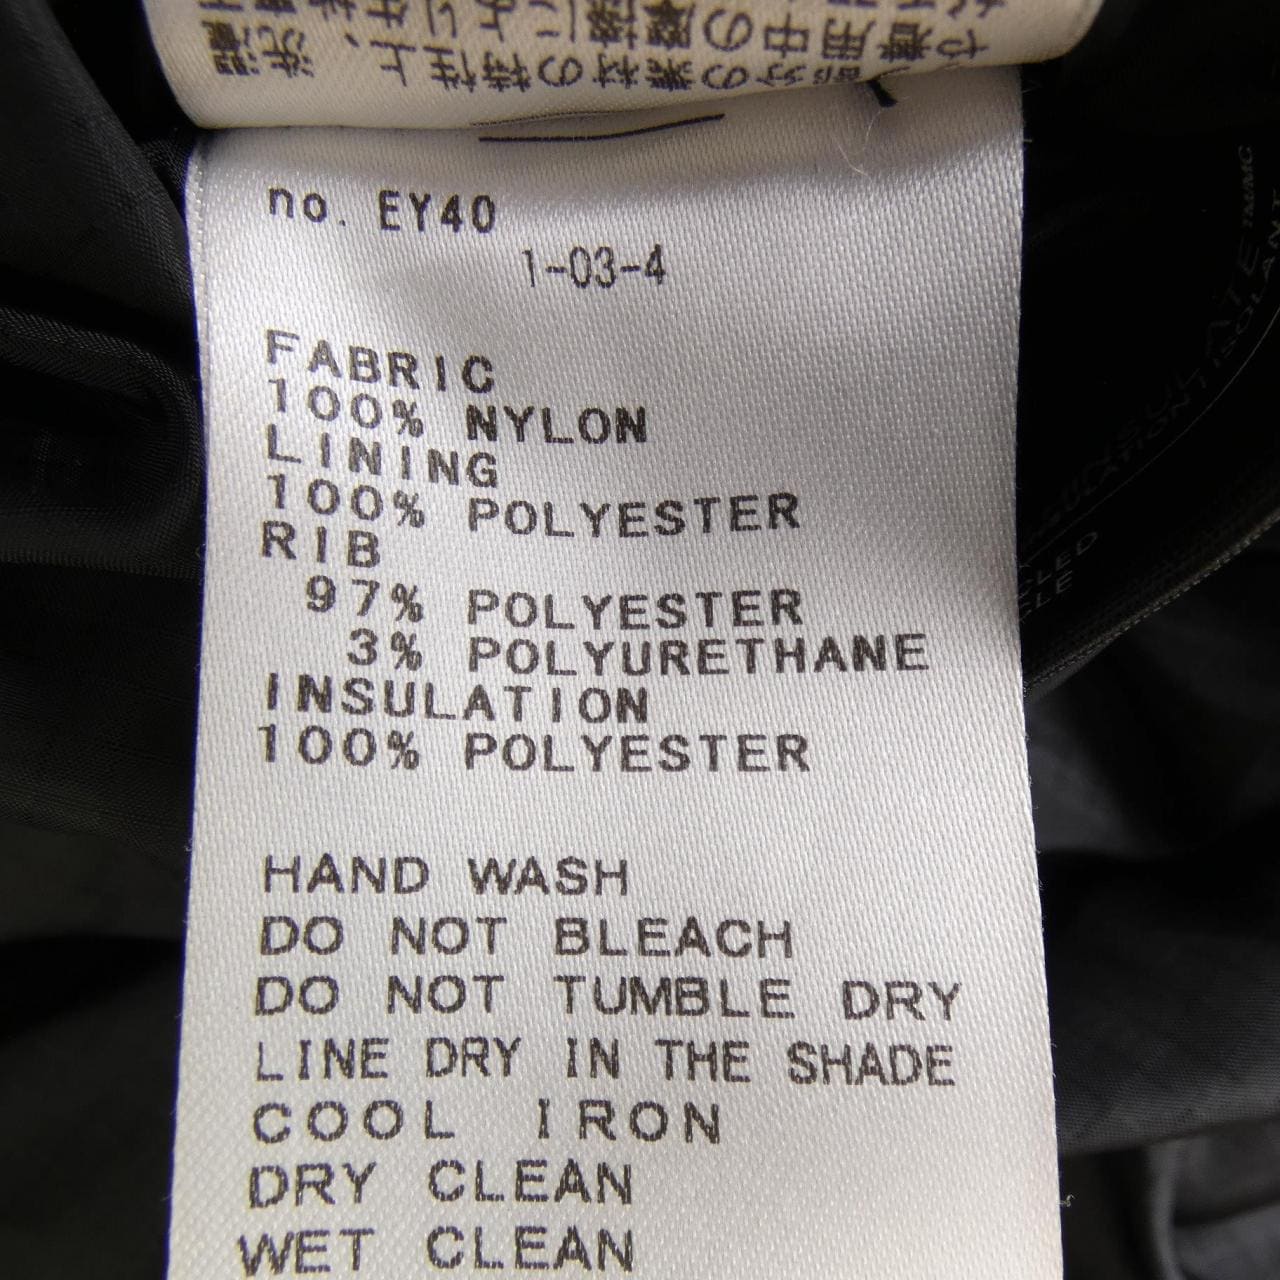 no. EY40
1-03-4
FABRIC
100% NYLON
LINING
100% POLYESTER
RIB
97% POLYESTER
3% POLYURETHANE
INSULATION
100% POLYESTER
HAND WASH
DO NOT BLEACH
DO NOT TUMBLE DRY
LINE DRY IN THE SHADE
COOL IRON
DRY CLEAN
WET CLEAN